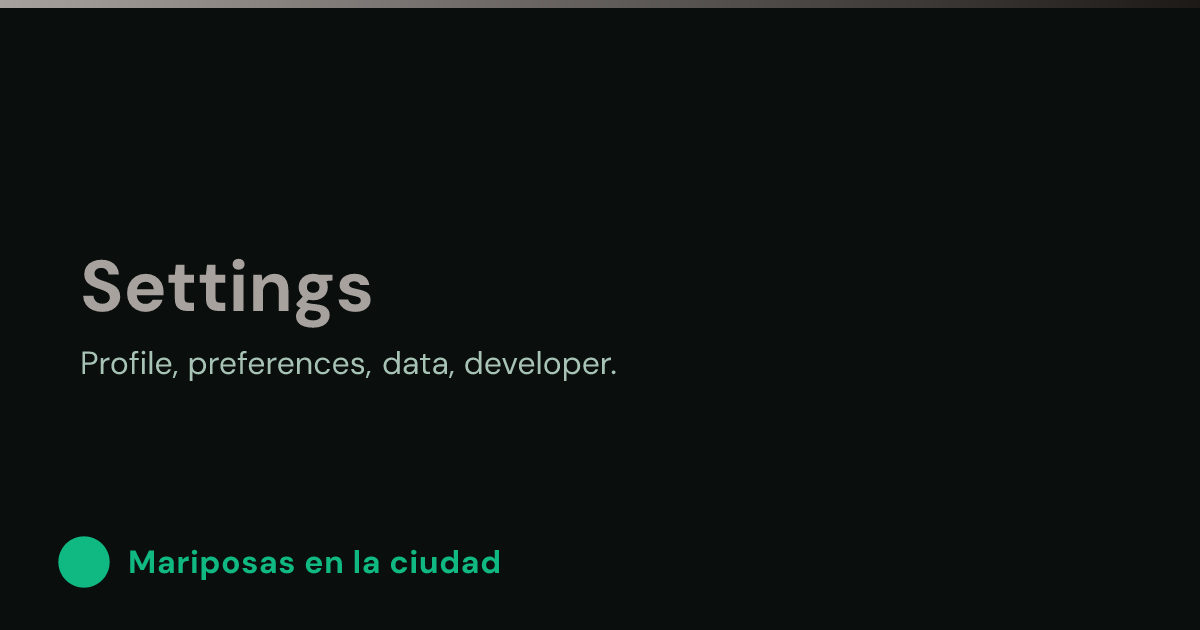 Settings
Profile, preferences, data, developer.
Mariposas en la ciudad